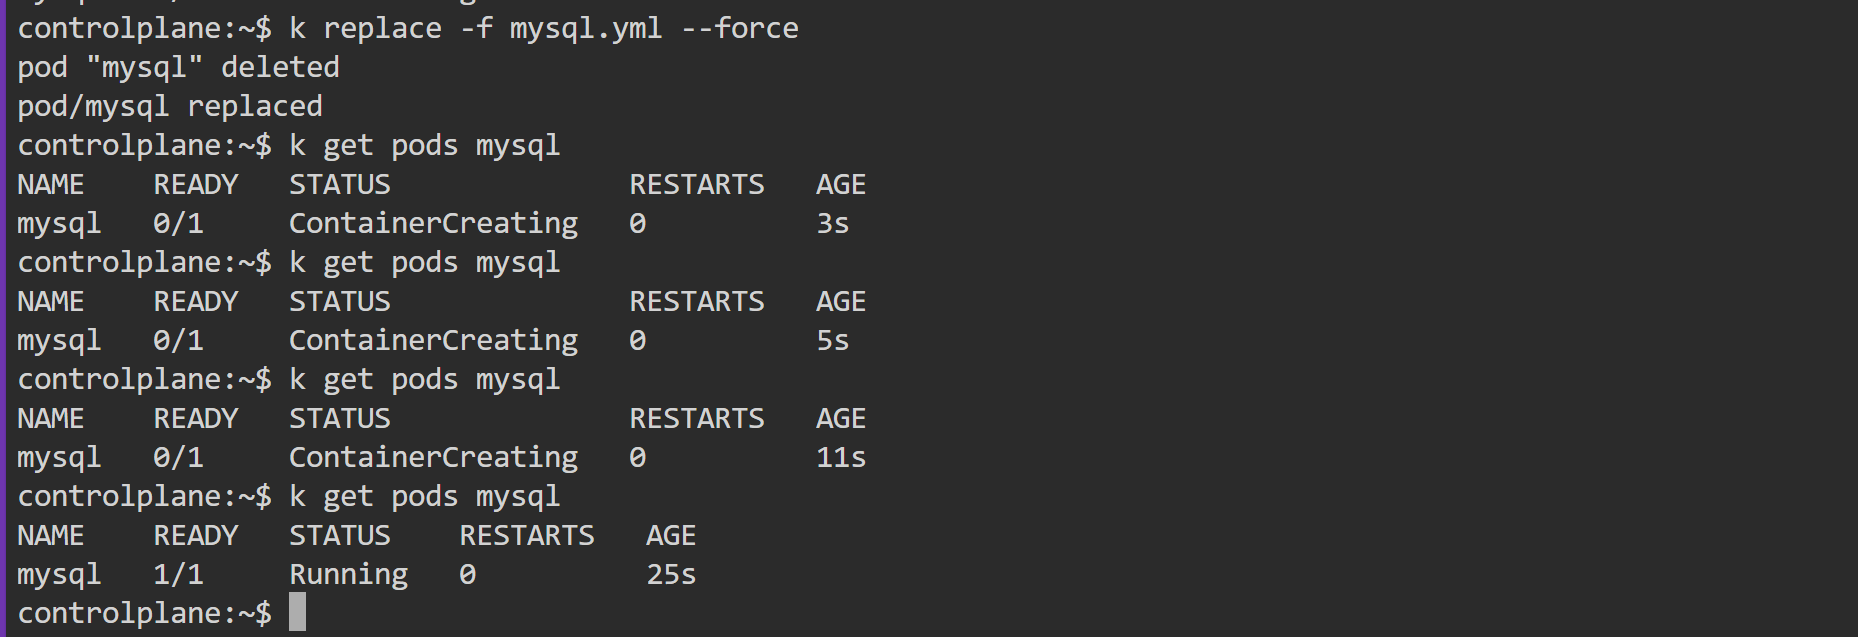 controlplane:~$ k replace -f mysql.yml --force
pod "mysql" deleted
pod/mysql replaced
controlplane:~$ k get pods mysql
NAME    READY   STATUS              RESTARTS   AGE
mysql   0/1     ContainerCreating   0          3s
controlplane:~$ k get pods mysql
NAME    READY   STATUS              RESTARTS   AGE
mysql   0/1     ContainerCreating   0          5s
controlplane:~$ k get pods mysql
NAME    READY   STATUS              RESTARTS   AGE
mysql   0/1     ContainerCreating   0          11s
controlplane:~$ k get pods mysql
NAME    READY   STATUS    RESTARTS   AGE
mysql   1/1     Running   0          25s
controlplane:~$